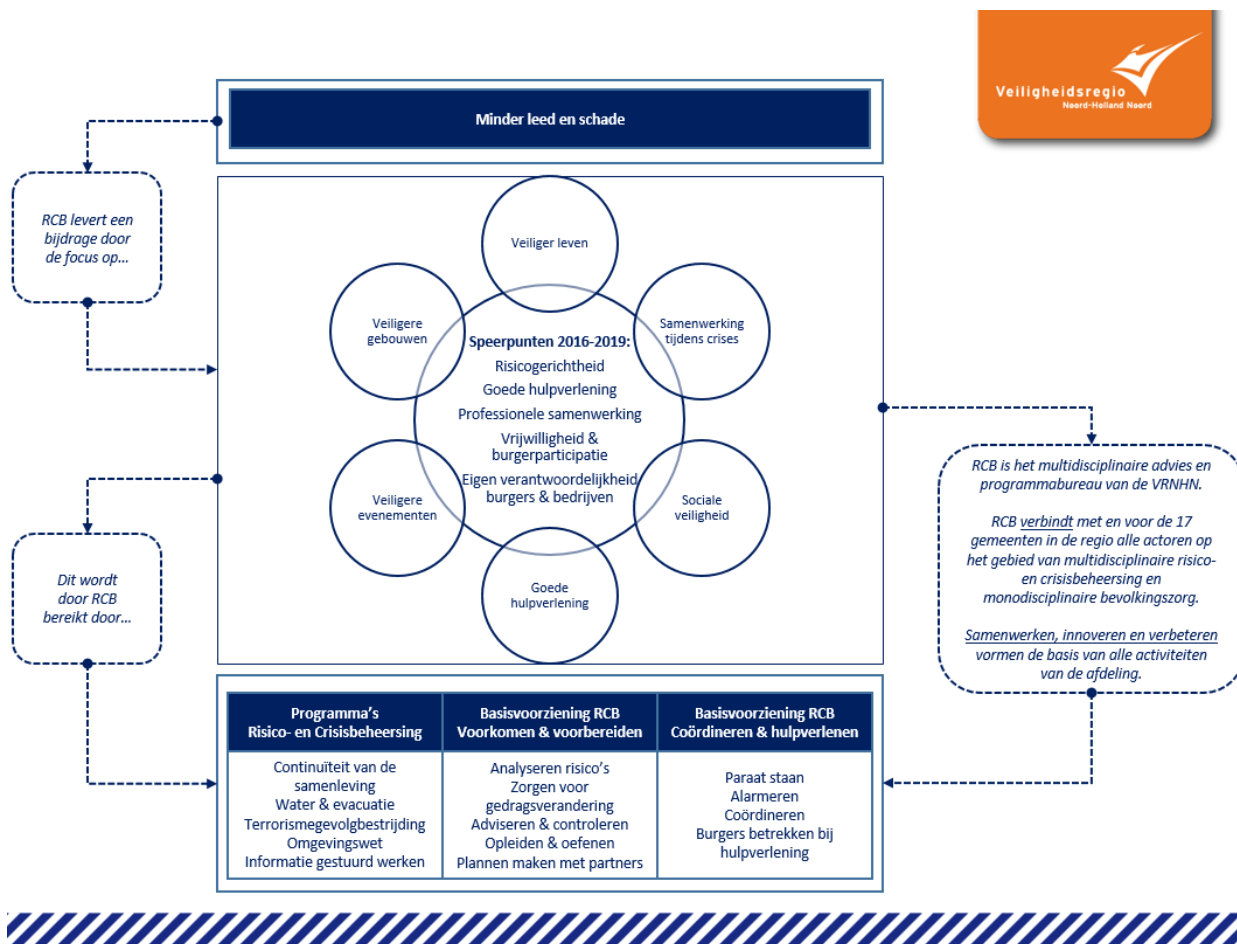 Veiligheidsregio
Noord-Holland Noord
Minder leed en schade
RCB levert een
bijdrage door
de focus op...
Veiliger leven
Veiligere
gebouwen
Samenwerking
tijdens crises
Speerpunten 2016-2019:
Risicogerichtheid
Goede hulpverlening
Professionele samenwerking
Vrijwilligheid &
burgerparticipatie
Eigen verantwoordelijkheid
burgers & bedrijven
Veiligere
evenementen
Sociale
veiligheid
Goede
hulpverlening
Dit wordt
door RCB
bereikt door...
RCB is het multidisciplinaire advies en
programmabureau van de VRNHN.
RCB verbindt met en voor de 17
gemeenten in de regio alle actoren op
het gebied van multidisciplinaire risico-
en crisisbeheersing en
monodisciplinaire bevolkingszorg.
Samenwerken, innoveren en verbeteren
vormen de basis van alle activiteiten
van de afdeling.
Programma's
Risico- en Crisisbeheersing
Continuïteit van de
samenleving
Water & evacuatie
Terrorismegevolgbestrijding
Omgevingswet
Informatie gestuurd werken
Basisvoorziening RCB
Voorkomen & voorbereiden
Analyseren risico's
Zorgen voor
gedragsverandering
Adviseren & controleren
Opleiden & oefenen
Plannen maken met partners
Basisvoorziening RCB
Coördineren & hulpverlenen
Paraat staan
Alarmeren
Coördineren
Burgers betrekken bij
hulpverlening